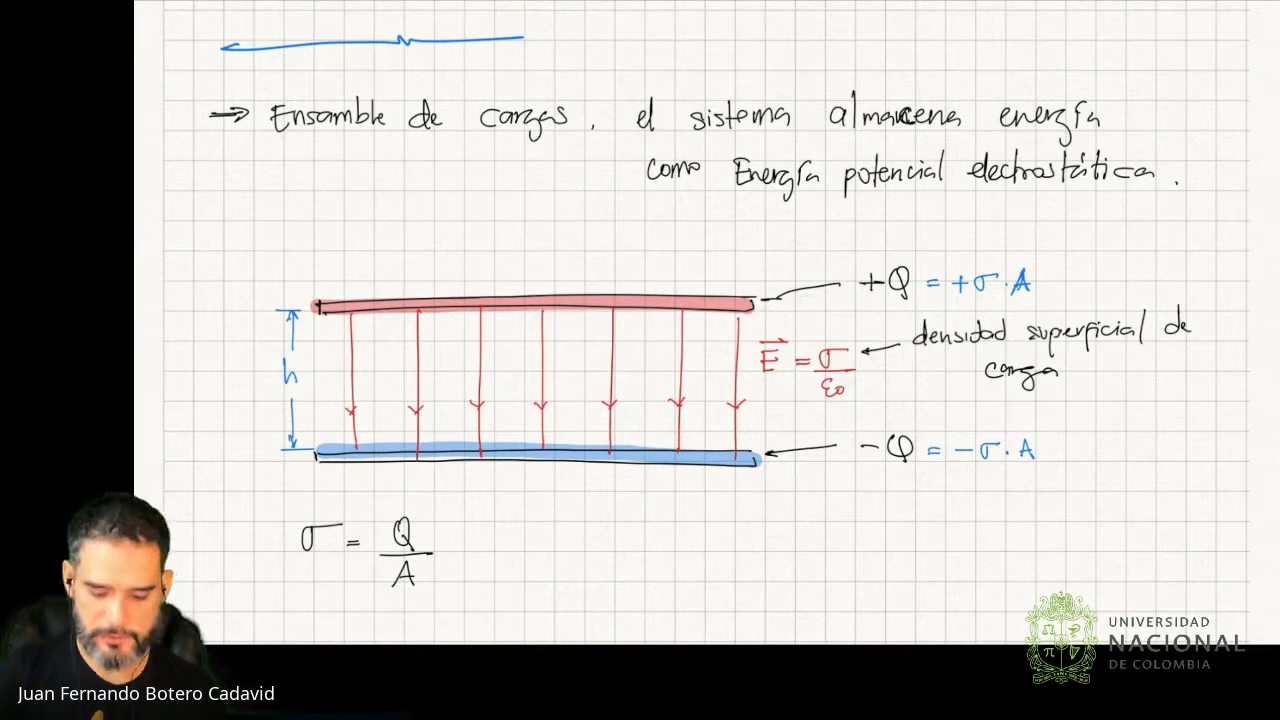 → Ensamble de cargas, el sistema almacena energía
como Energía potencial electrostática.
+Q = +σ·A
densidad superficial de
carga
E = σ/ε₀
h
-Q = -σ·A
σ = Q/A
UNIVERSIDAD
NACIONAL
DE COLOMBIA
Juan Fernando Botero Cadavid